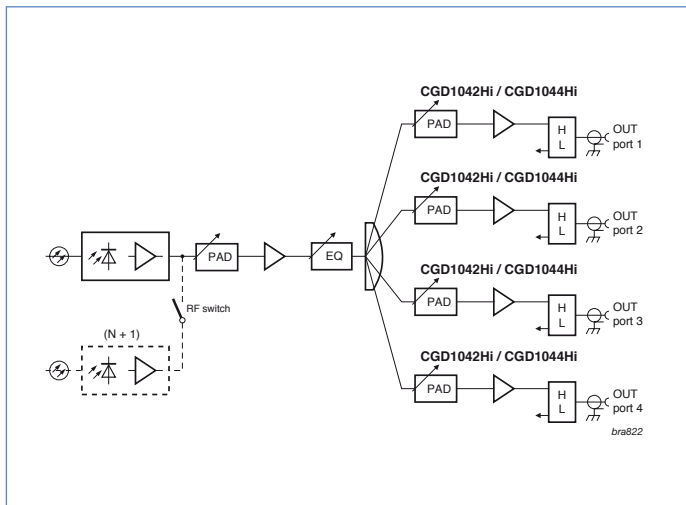 CGD1042Hi / CGD1044Hi
PAD
H
L
OUT
port 1
CGD1042Hi / CGD1044Hi
PAD
H
L
OUT
port 2
PAD
EQ
RF switch
(N + 1)
CGD1042Hi / CGD1044Hi
PAD
H
L
OUT
port 3
CGD1042Hi / CGD1044Hi
PAD
H
L
OUT
port 4
bra822